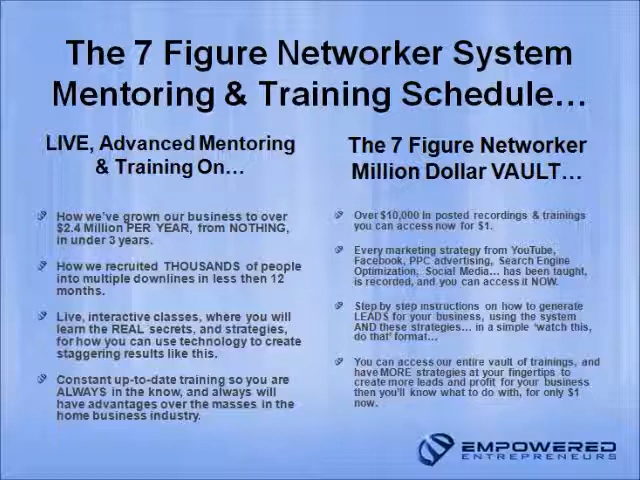 The 7 Figure Networker System
Mentoring & Training Schedule…
LIVE, Advanced Mentoring
& Training On…
How we've grown our business to over
$2.4 Million PER YEAR, from NOTHING,
in under 3 years.
How we recruited THOUSANDS of people
into multiple downlines in less then 12
months.
Live, interactive classes, where you will
learn the REAL secrets, and strategies,
for how you can use technology to create
staggering results like this.
Constant up-to-date training so you are
ALWAYS in the know, and always will
have advantages over the masses in the
home business industry.
The 7 Figure Networker
Million Dollar VAULT…
Over $10,000 in posted recordings & trainings
you can access now for $1.
Every marketing strategy from YouTube,
Facebook, PPC advertising, Search Engine
Optimization, Social Media… has been taught,
is recorded, and you can access it NOW.
Step by step instructions on how to generate
LEADS for your business, using the system
AND these strategies… in a simple 'watch this,
do that' format…
You can access our entire vault of trainings, and
have MORE strategies at your fingertips to
create more leads and profit for your business
then you'll know what to do with, for only $1
now.
EMPOWERED
ENTREPRENEURS